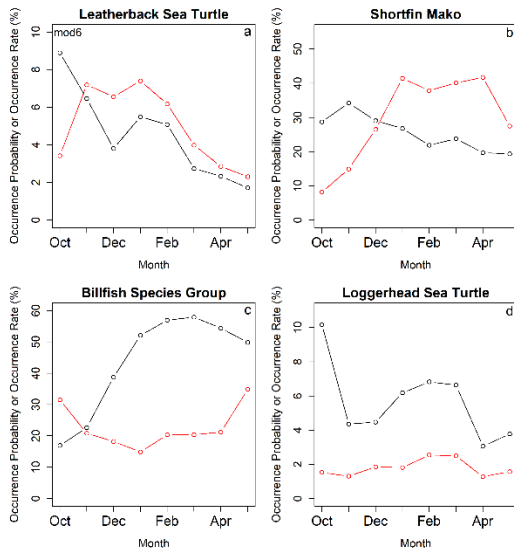 Leatherback Sea Turtle
mod6
a
Occurrence Probability or Occurrence Rate (%)
10
8
6
4
2
0
Oct Dec Feb Apr
Month
Shortfin Mako
b
Occurrence Probability or Occurrence Rate (%)
50
40
30
20
10
0
Oct Dec Feb Apr
Month
Billfish Species Group
c
Occurrence Probability or Occurrence Rate (%)
60
50
40
30
20
10
0
Oct Dec Feb Apr
Month
Loggerhead Sea Turtle
d
Occurrence Probability or Occurrence Rate (%)
10
8
6
4
2
0
Oct Dec Feb Apr
Month